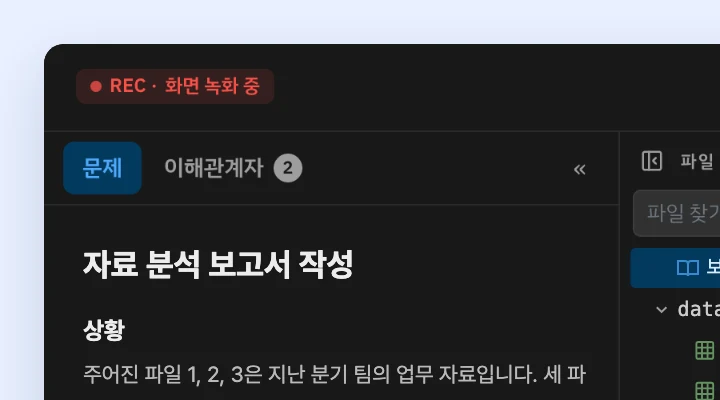 REC · 화면 녹화 중
문제 이해관계자 2 «
파일
파일 찾기
자료 분석 보고서 작성
상황
주어진 파일 1, 2, 3은 지난 분기 팀의 업무 자료입니다. 세 파
data